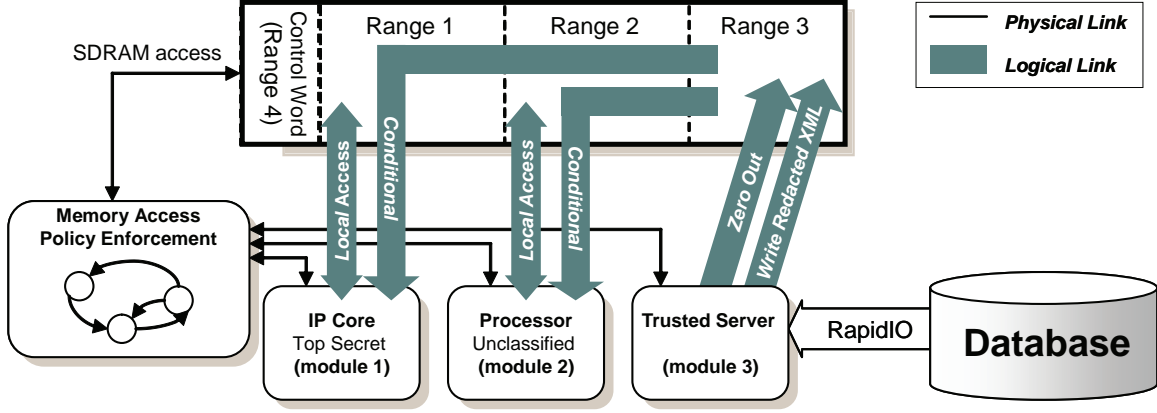 Range 1
Range 2
Range 3
Physical Link
Logical Link
SDRAM access
Control Word
(Range 4)
Local Access
Conditional
Local Access
Conditional
Zero Out
Write Redacted XML
Memory Access
Policy Enforcement
IP Core
Top Secret
(module 1)
Processor
Unclassified
(module 2)
Trusted Server
(module 3)
RapidIO
Database